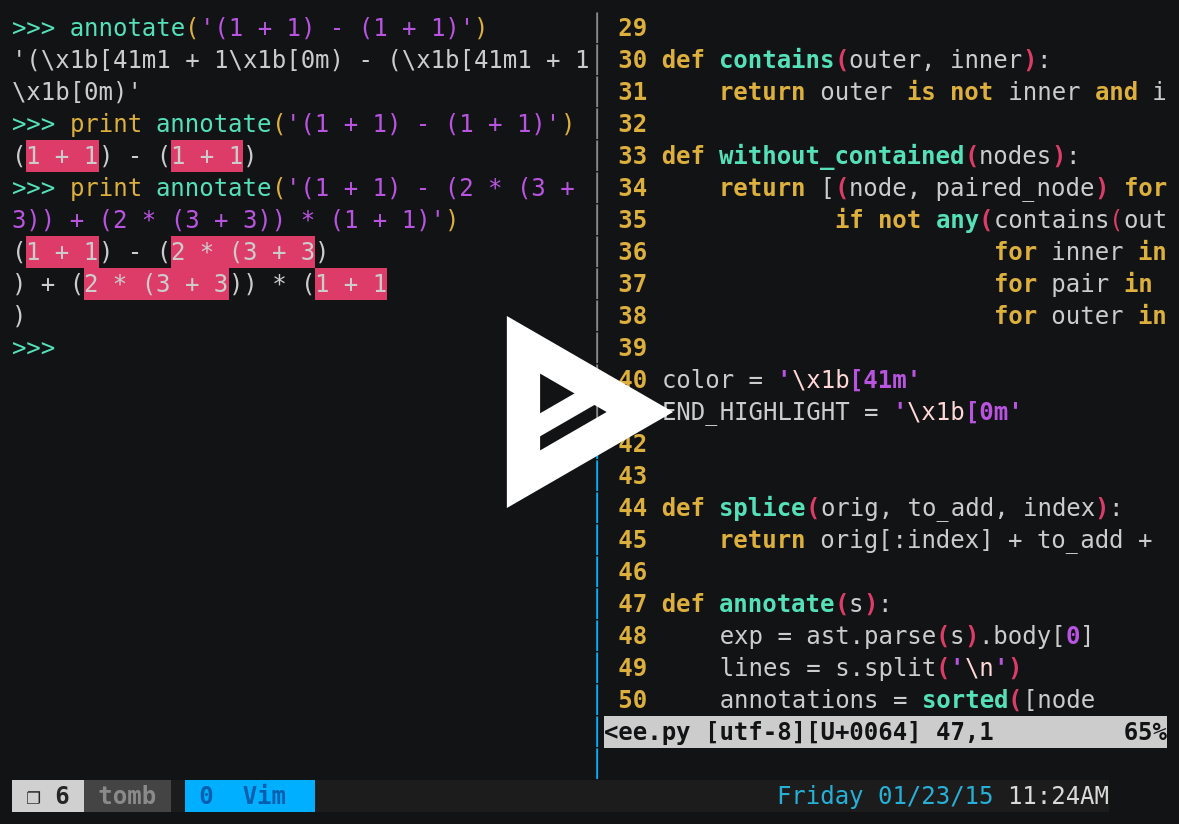 >>> annotate('(1 + 1) - (1 + 1)')
'(\x1b[41m1 + 1\x1b[0m) - (\x1b[41m1 + 1
\x1b[0m)'
>>> print annotate('(1 + 1) - (1 + 1)')
(1 + 1) - (1 + 1)
>>> print annotate('(1 + 1) - (2 * (3 +
3)) + (2 * (3 + 3)) * (1 + 1)')
(1 + 1) - (2 * (3 + 3)
) + (2 * (3 + 3)) * (1 + 1
)
>>>
29
30 def contains(outer, inner):
31     return outer is not inner and i
32
33 def without_contained(nodes):
34     return [(node, paired_node) for
35             if not any(contains(out
36                        for inner in
37                        for pair in
38                        for outer in
39
40 color = '\x1b[41m'
END_HIGHLIGHT = '\x1b[0m'
42
43
44 def splice(orig, to_add, index):
45     return orig[:index] + to_add +
46
47 def annotate(s):
48     exp = ast.parse(s).body[0]
49     lines = s.split('\n')
50     annotations = sorted([node
<ee.py [utf-8][U+0064] 47,1         65%
❐ 6 tomb 0 Vim Friday 01/23/15 11:24AM